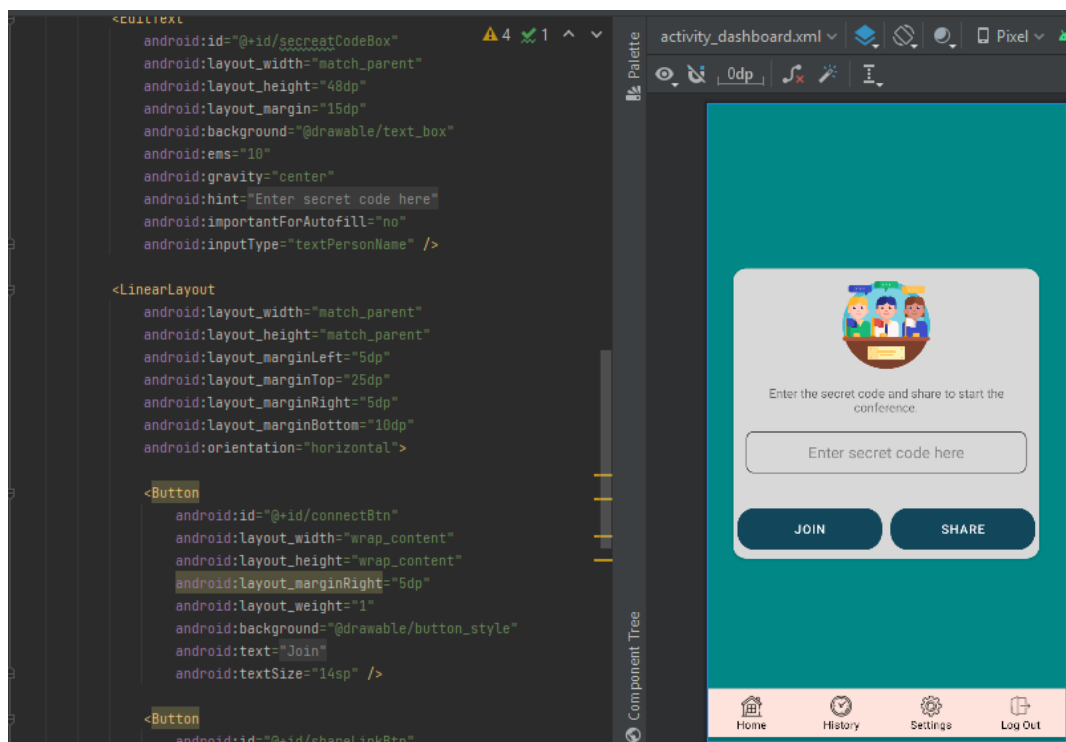 <EditText
android:id="@+id/secreatCodeBox"
android:layout_width="match_parent"
android:layout_height="48dp"
android:layout_margin="15dp"
android:background="@drawable/text_box"
android:ems="10"
android:gravity="center"
android:hint="Enter secret code here"
android:importantForAutofill="no"
android:inputType="textPersonName" />
<LinearLayout
android:layout_width="match_parent"
android:layout_height="match_parent"
android:layout_marginLeft="5dp"
android:layout_marginTop="25dp"
android:layout_marginRight="5dp"
android:layout_marginBottom="10dp"
android:orientation="horizontal">
<Button
android:id="@+id/connectBtn"
android:layout_width="wrap_content"
android:layout_height="wrap_content"
android:layout_marginRight="5dp"
android:layout_weight="1"
android:background="@drawable/button_style"
android:text="Join"
android:textSize="14sp" />
<Button
android:id="@+id/shareLinkBtn"
4 1
Palette
Component Tree
activity_dashboard.xml Pixel
0dp
Enter the secret code and share to start the
conference.
Enter secret code here
JOIN SHARE
Home History Settings Log Out